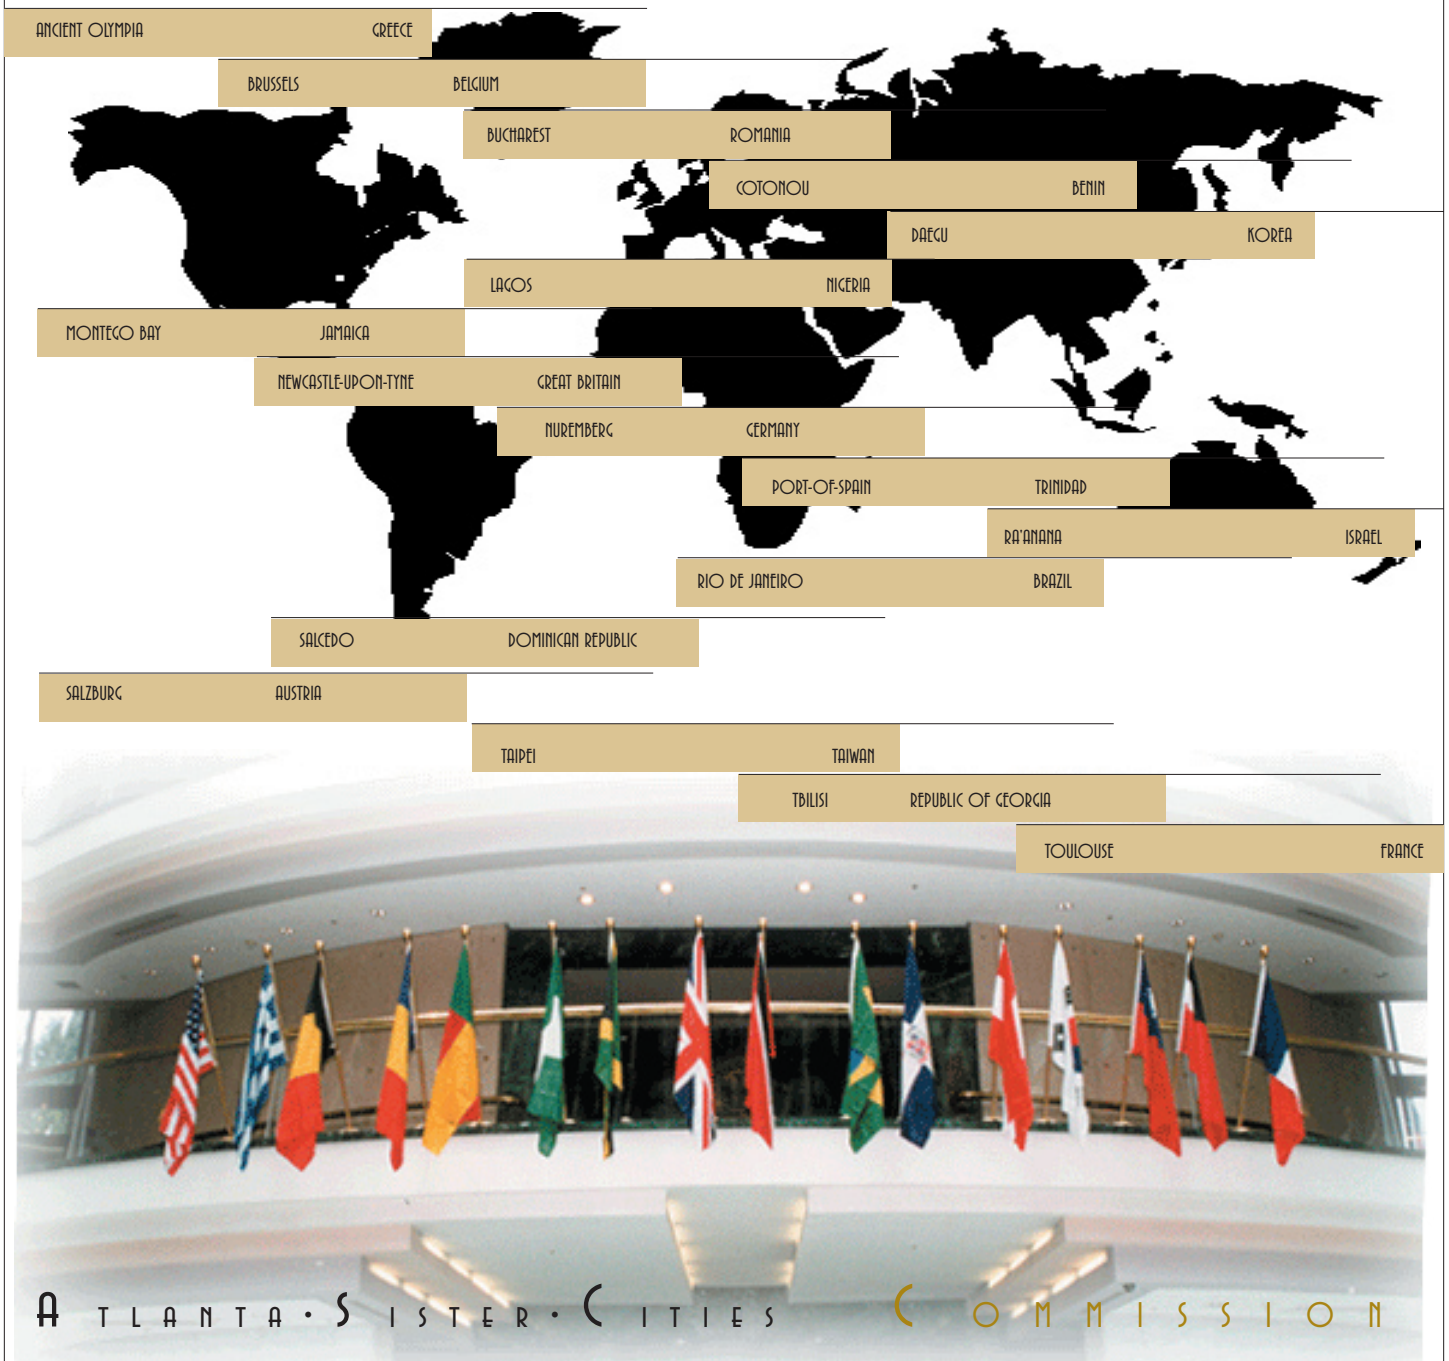 ANCIENT OLYMPIA GREECE
BRUSSELS BELGIUM
BUCHAREST ROMANIA
COTONOU BENIN
DAEGU KOREA
LAGOS NIGERIA
MONTEGO BAY JAMAICA
NEWCASTLE-UPON-TYNE GREAT BRITAIN
NUREMBERG GERMANY
PORT-OF-SPAIN TRINIDAD
RA'ANANA ISRAEL
RIO DE JANEIRO BRAZIL
SALCEDO DOMINICAN REPUBLIC
SALZBURG AUSTRIA
TAIPEI TAIWAN
TBILISI REPUBLIC OF GEORGIA
TOULOUSE FRANCE
ATLANTA·SISTER·CITIES COMMISSION